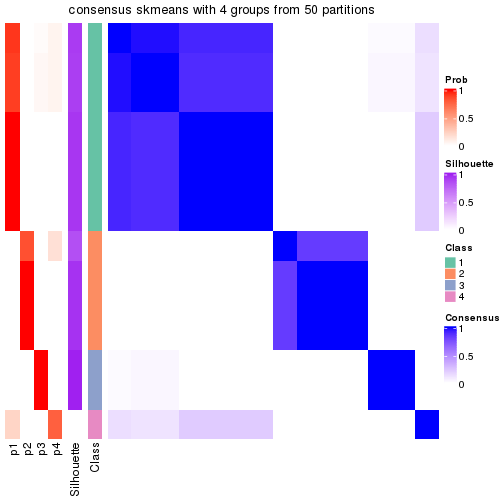 consensus skmeans with 4 groups from 50 partitions
Prob
1
0.5
0
Silhouette
1
0.5
0
Class
1
2
3
4
Consensus
1
0.5
0
p1
p2
p3
p4
Silhouette
Class